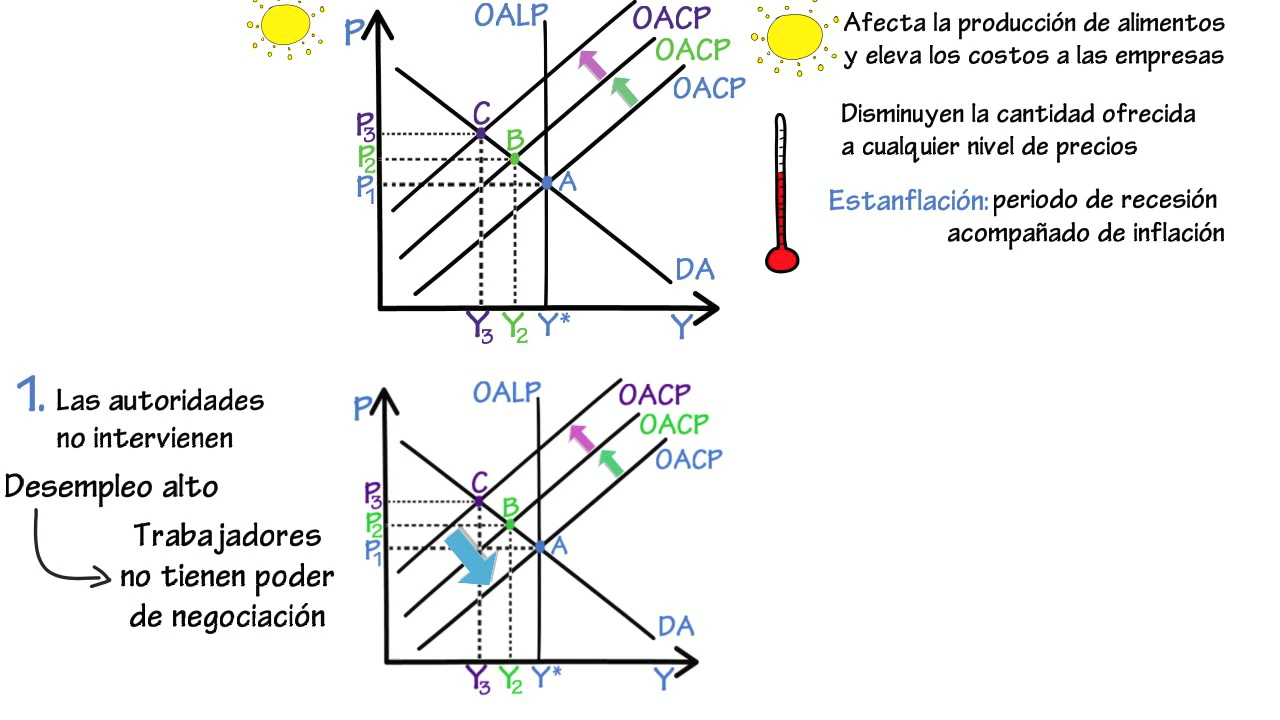 P
OALP
OACP
OACP
OACP
C
B
A
P3
P2
P1
DA
Y3
Y2
Y*
Y
Afecta la producción de alimentos
y eleva los costos a las empresas
Disminuyen la cantidad ofrecida
a cualquier nivel de precios
Estanflación: periodo de recesión
acompañado de inflación
1. Las autoridades
no intervienen
Desempleo alto
Trabajadores
no tienen poder
de negociación
P
OALP
OACP
OACP
OACP
C
B
A
P3
P2
P1
DA
Y3
Y2
Y*
Y